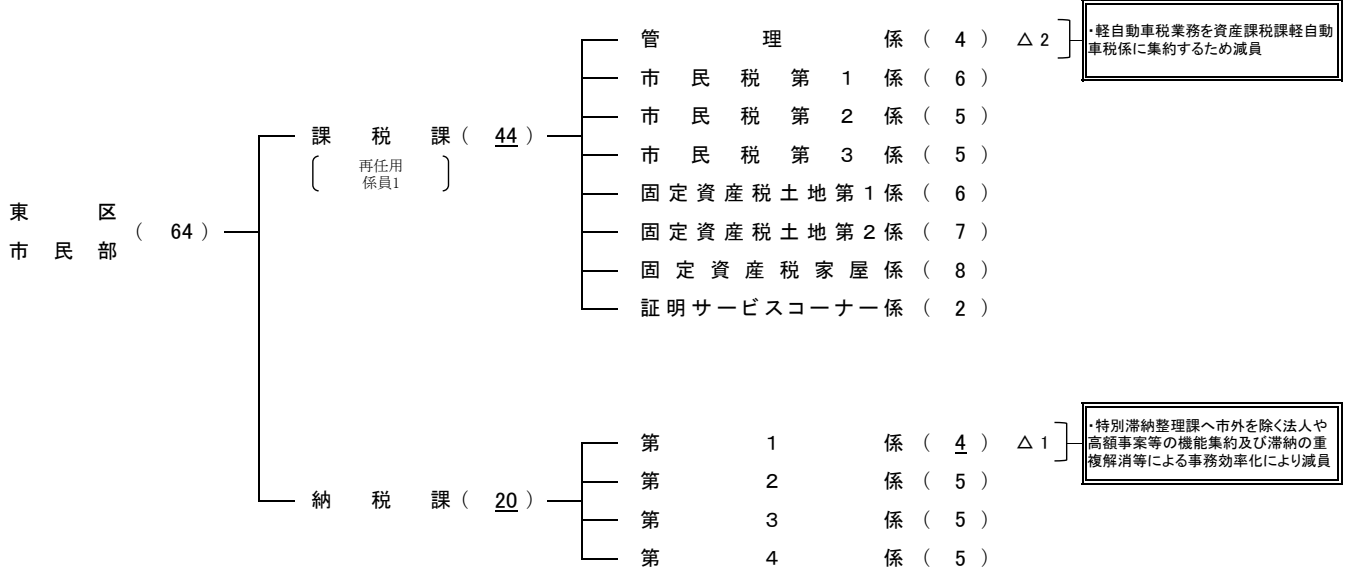 管理係（ 4 ） △ 2
・軽自動車税業務を資産課税課軽自動
車税係に集約するため減員
市民税第１係（ 6 ）
市民税第２係（ 5 ）
課税課（ 44 ）
再任用
係員1
市民税第３係（ 5 ）
固定資産税土地第１係（ 6 ）
東区
市民部（ 64 ）
固定資産税土地第２係（ 7 ）
固定資産税家屋係（ 8 ）
証明サービスコーナー係（ 2 ）
第１係（ 4 ） △ 1
・特別滞納整理課へ市外を除く法人や
高額事案等の機能集約及び滞納の重
複解消等による事務効率化により減員
第２係（ 5 ）
納税課（ 20 ）
第３係（ 5 ）
第４係（ 5 ）